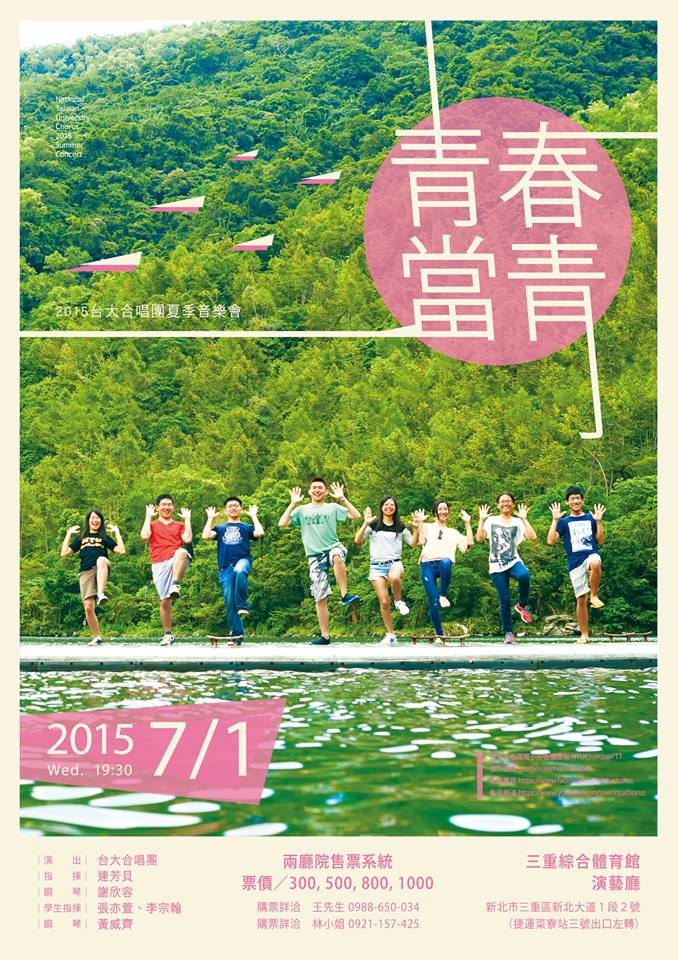 National
Taiwan
University
Chorus
2015
Summer
Concert
青春
當青
2015台大合唱團夏季音樂會
2015 7/1
Wed. 19:30
NTUChorus@PTT
|演 出| 台大合唱團
|指 揮| 連芳貝
|鋼 琴| 謝欣容
|學生指揮| 張亦萱、李宗翰
|鋼 琴| 黃威齊
兩廳院售票系統
票價/300, 500, 800, 1000
購票詳洽 王先生 0988-650-034
購票詳洽 林小姐 0921-157-425
三重綜合體育館
演藝廳
新北市三重區新北大道1段2號
(捷運菜寮站三號出口左轉)